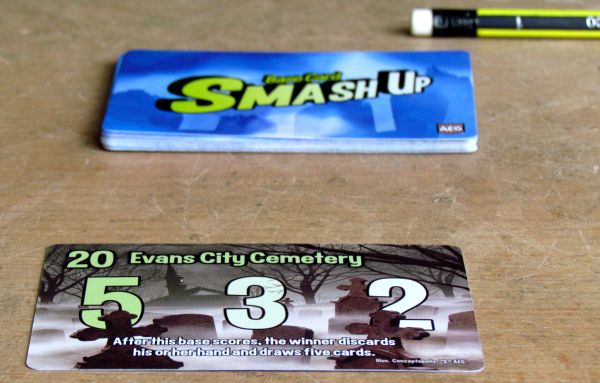 Base Card
SMASH UP
AEG
20 Evans City Cemetery
5 3 2
After this base scores, the winner discards
his or her hand and draws five cards.
Illus. Conceptopolis, ©'12 AEG